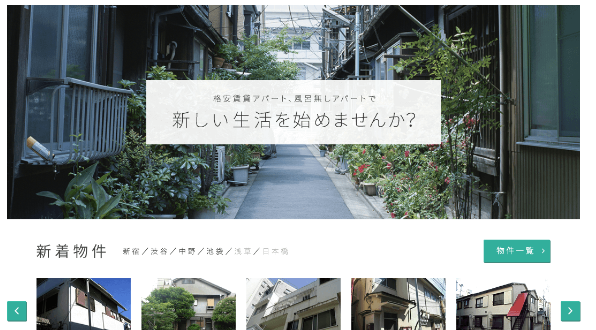 格安賃貸アパート、風呂無しアパートで
新しい生活を始めませんか?
新着物件
新宿／渋谷／中野／池袋／浅草／日本橋
物件一覧